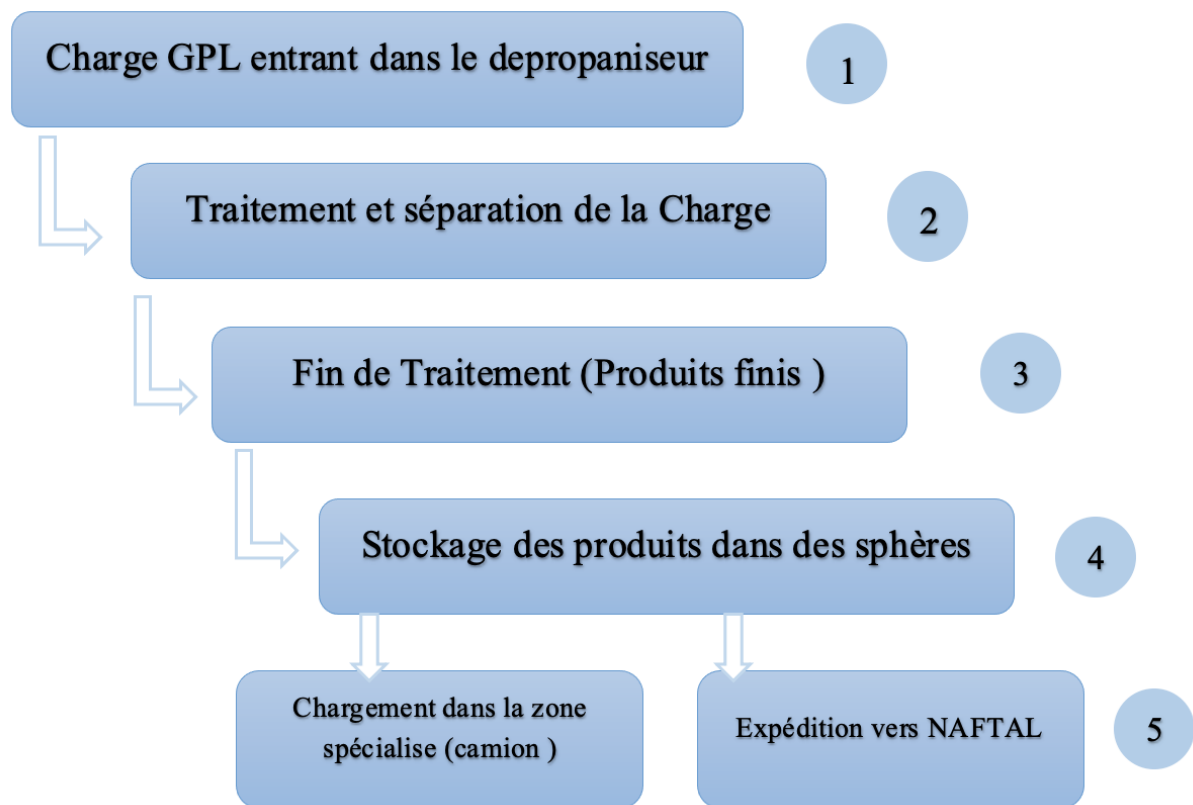 Charge GPL entrant dans le depropaniseur
1
Traitement et séparation de la Charge
2
Fin de Traitement (Produits finis )
3
Stockage des produits dans des sphères
4
Chargement dans la zone
spécialise (camion )
Expédition vers NAFTAL
5